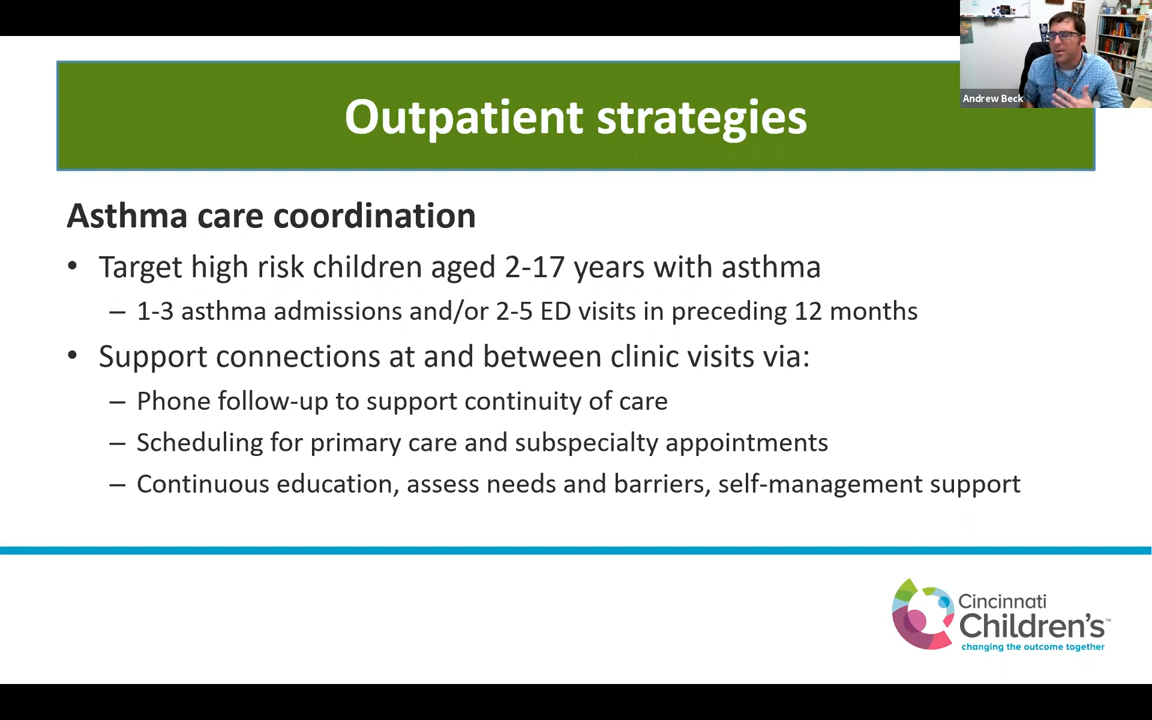 Andrew Beck
Outpatient strategies
Asthma care coordination
• Target high risk children aged 2-17 years with asthma
– 1-3 asthma admissions and/or 2-5 ED visits in preceding 12 months
• Support connections at and between clinic visits via:
– Phone follow-up to support continuity of care
– Scheduling for primary care and subspecialty appointments
– Continuous education, assess needs and barriers, self-management support
Cincinnati
Children's™
changing the outcome together